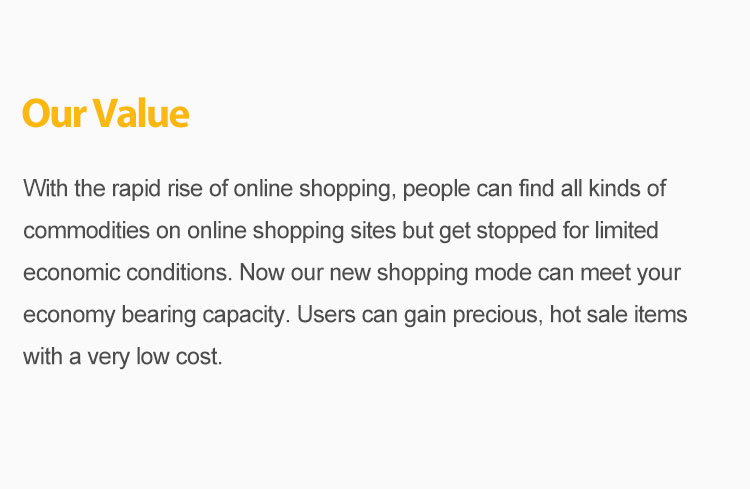 Our Value
With the rapid rise of online shopping, people can find all kinds of
commodities on online shopping sites but get stopped for limited
economic conditions. Now our new shopping mode can meet your
economy bearing capacity. Users can gain precious, hot sale items
with a very low cost.